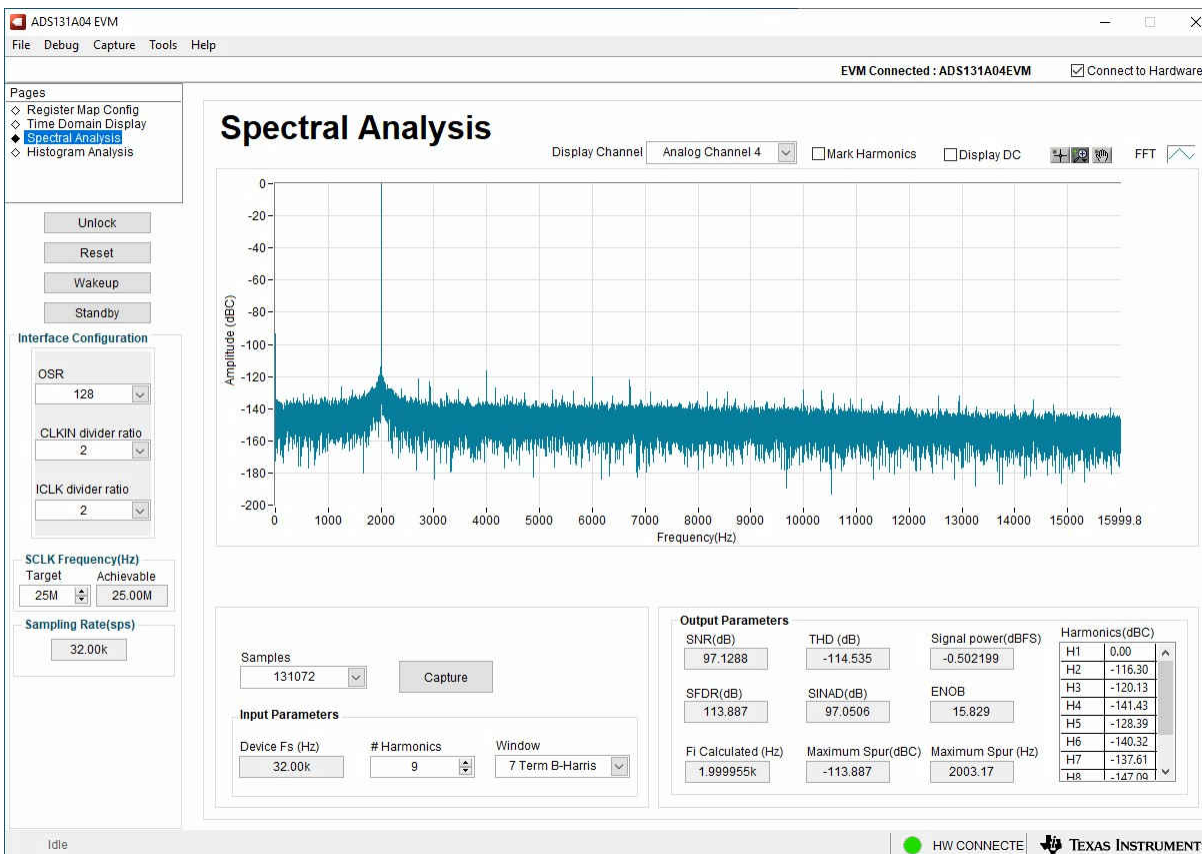 ADS131A04 EVM
File Debug Capture Tools Help
EVM Connected : ADS131A04EVM
Connect to Hardware
Pages
Register Map Config
Time Domain Display
Spectral Analysis
Histogram Analysis
Unlock
Reset
Wakeup
Standby
Interface Configuration
OSR
128
CLKIN divider ratio
2
ICLK divider ratio
2
SCLK Frequency(Hz)
Target Achievable
25M 25.00M
Sampling Rate(sps)
32.00k
Spectral Analysis
Display Channel Analog Channel 4 Mark Harmonics Display DC FFT
Amplitude (dBC)
0
-20
-40
-60
-80
-100
-120
-140
-160
-180
-200
0 1000 2000 3000 4000 5000 6000 7000 8000 9000 10000 11000 12000 13000 14000 15000 15999.8
Frequency(Hz)
Samples
131072
Capture
Input Parameters
Device Fs (Hz) # Harmonics Window
32.00k 9 7 Term B-Harris
Output Parameters
SNR(dB) THD (dB) Signal power(dBFS)
97.1288 -114.535 -0.502199
SFDR(dB) SINAD(dB) ENOB
113.887 97.0506 15.829
Fi Calculated (Hz) Maximum Spur(dBC) Maximum Spur (Hz)
1.999955k -113.887 2003.17
Harmonics(dBC)
H1 0.00
H2 -116.30
H3 -120.13
H4 -141.43
H5 -128.39
H6 -140.32
H7 -137.61
H8 -147.09
Idle
HW CONNECTE
TEXAS INSTRUMENT